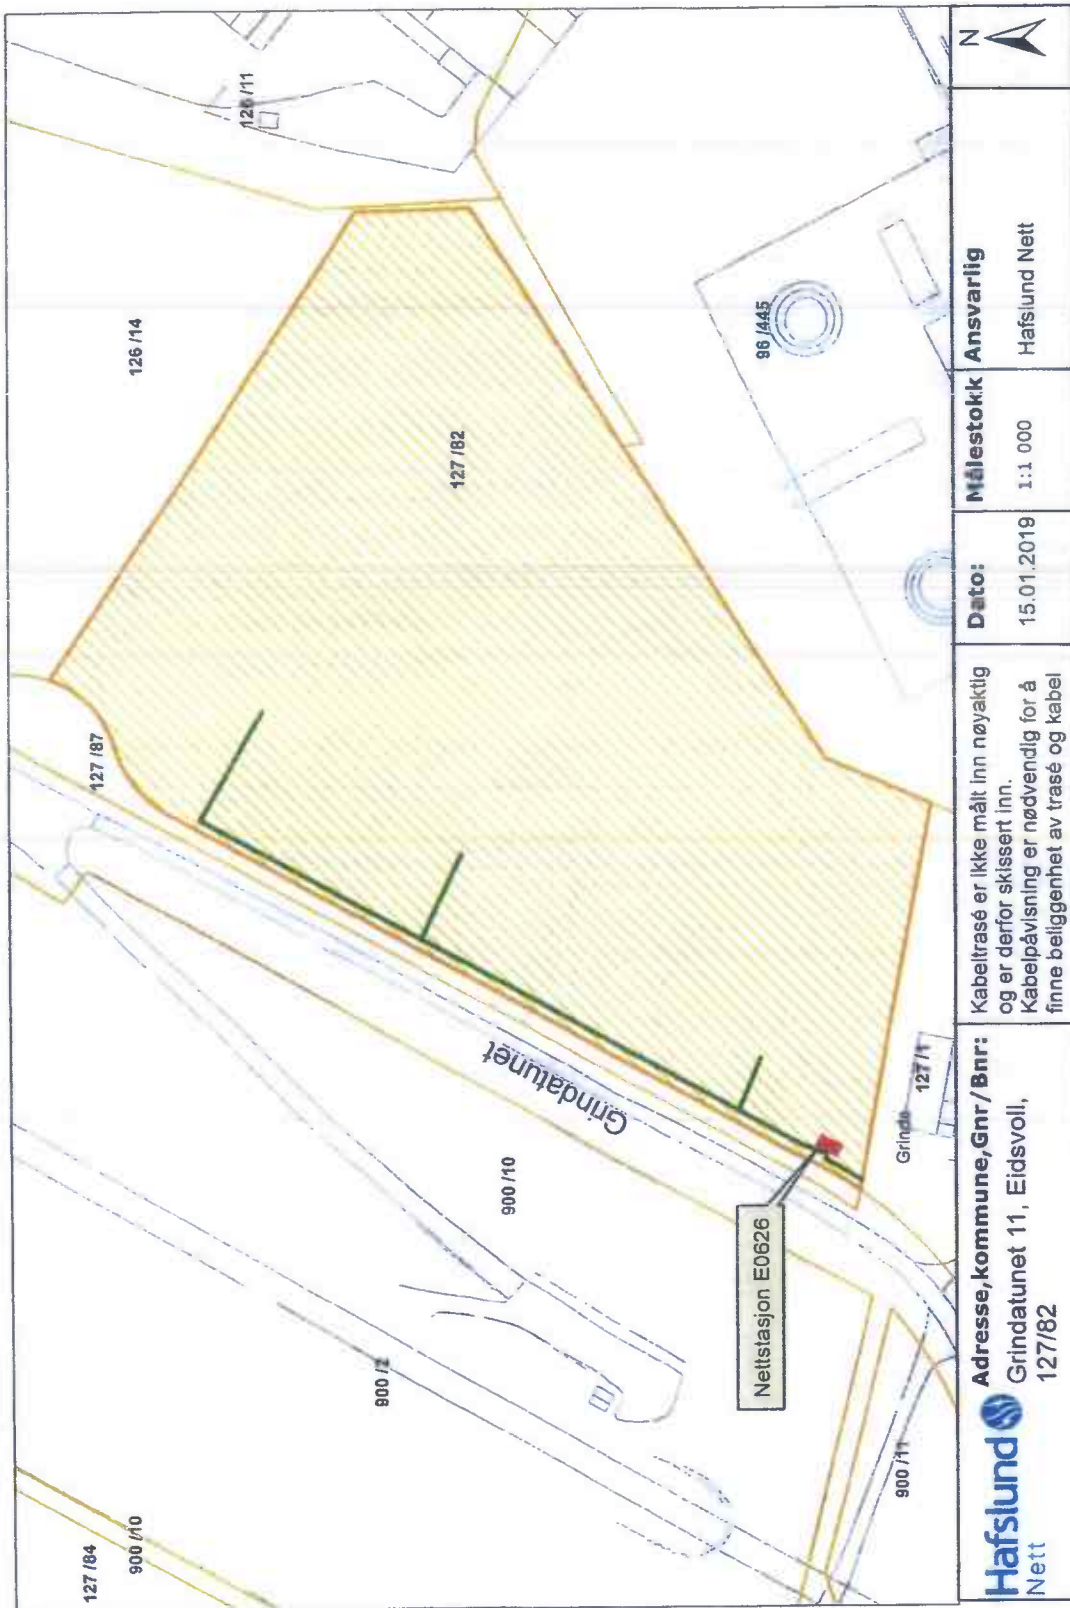 127 /84
900 /10
900 /2
900 /10
900 /11
127 /87
126 /14
126 /11
127 /82
96 /445
Grindatunet
127 /1
Nettstasjon E0626
Hafslund
Nett
Adresse,kommune,Gnr/Bnr:
Grindatunet 11, Eidsvoll,
127/82
Kabeltrasé er ikke målt inn nøyaktig
og er derfor skissert inn.
Kabelpåvisning er nødvendig for å
finne beliggenhet av trasé og kabel
Dato:
15.01.2019
Målestokk
1:1 000
Ansvarlig
Hafslund Nett
N